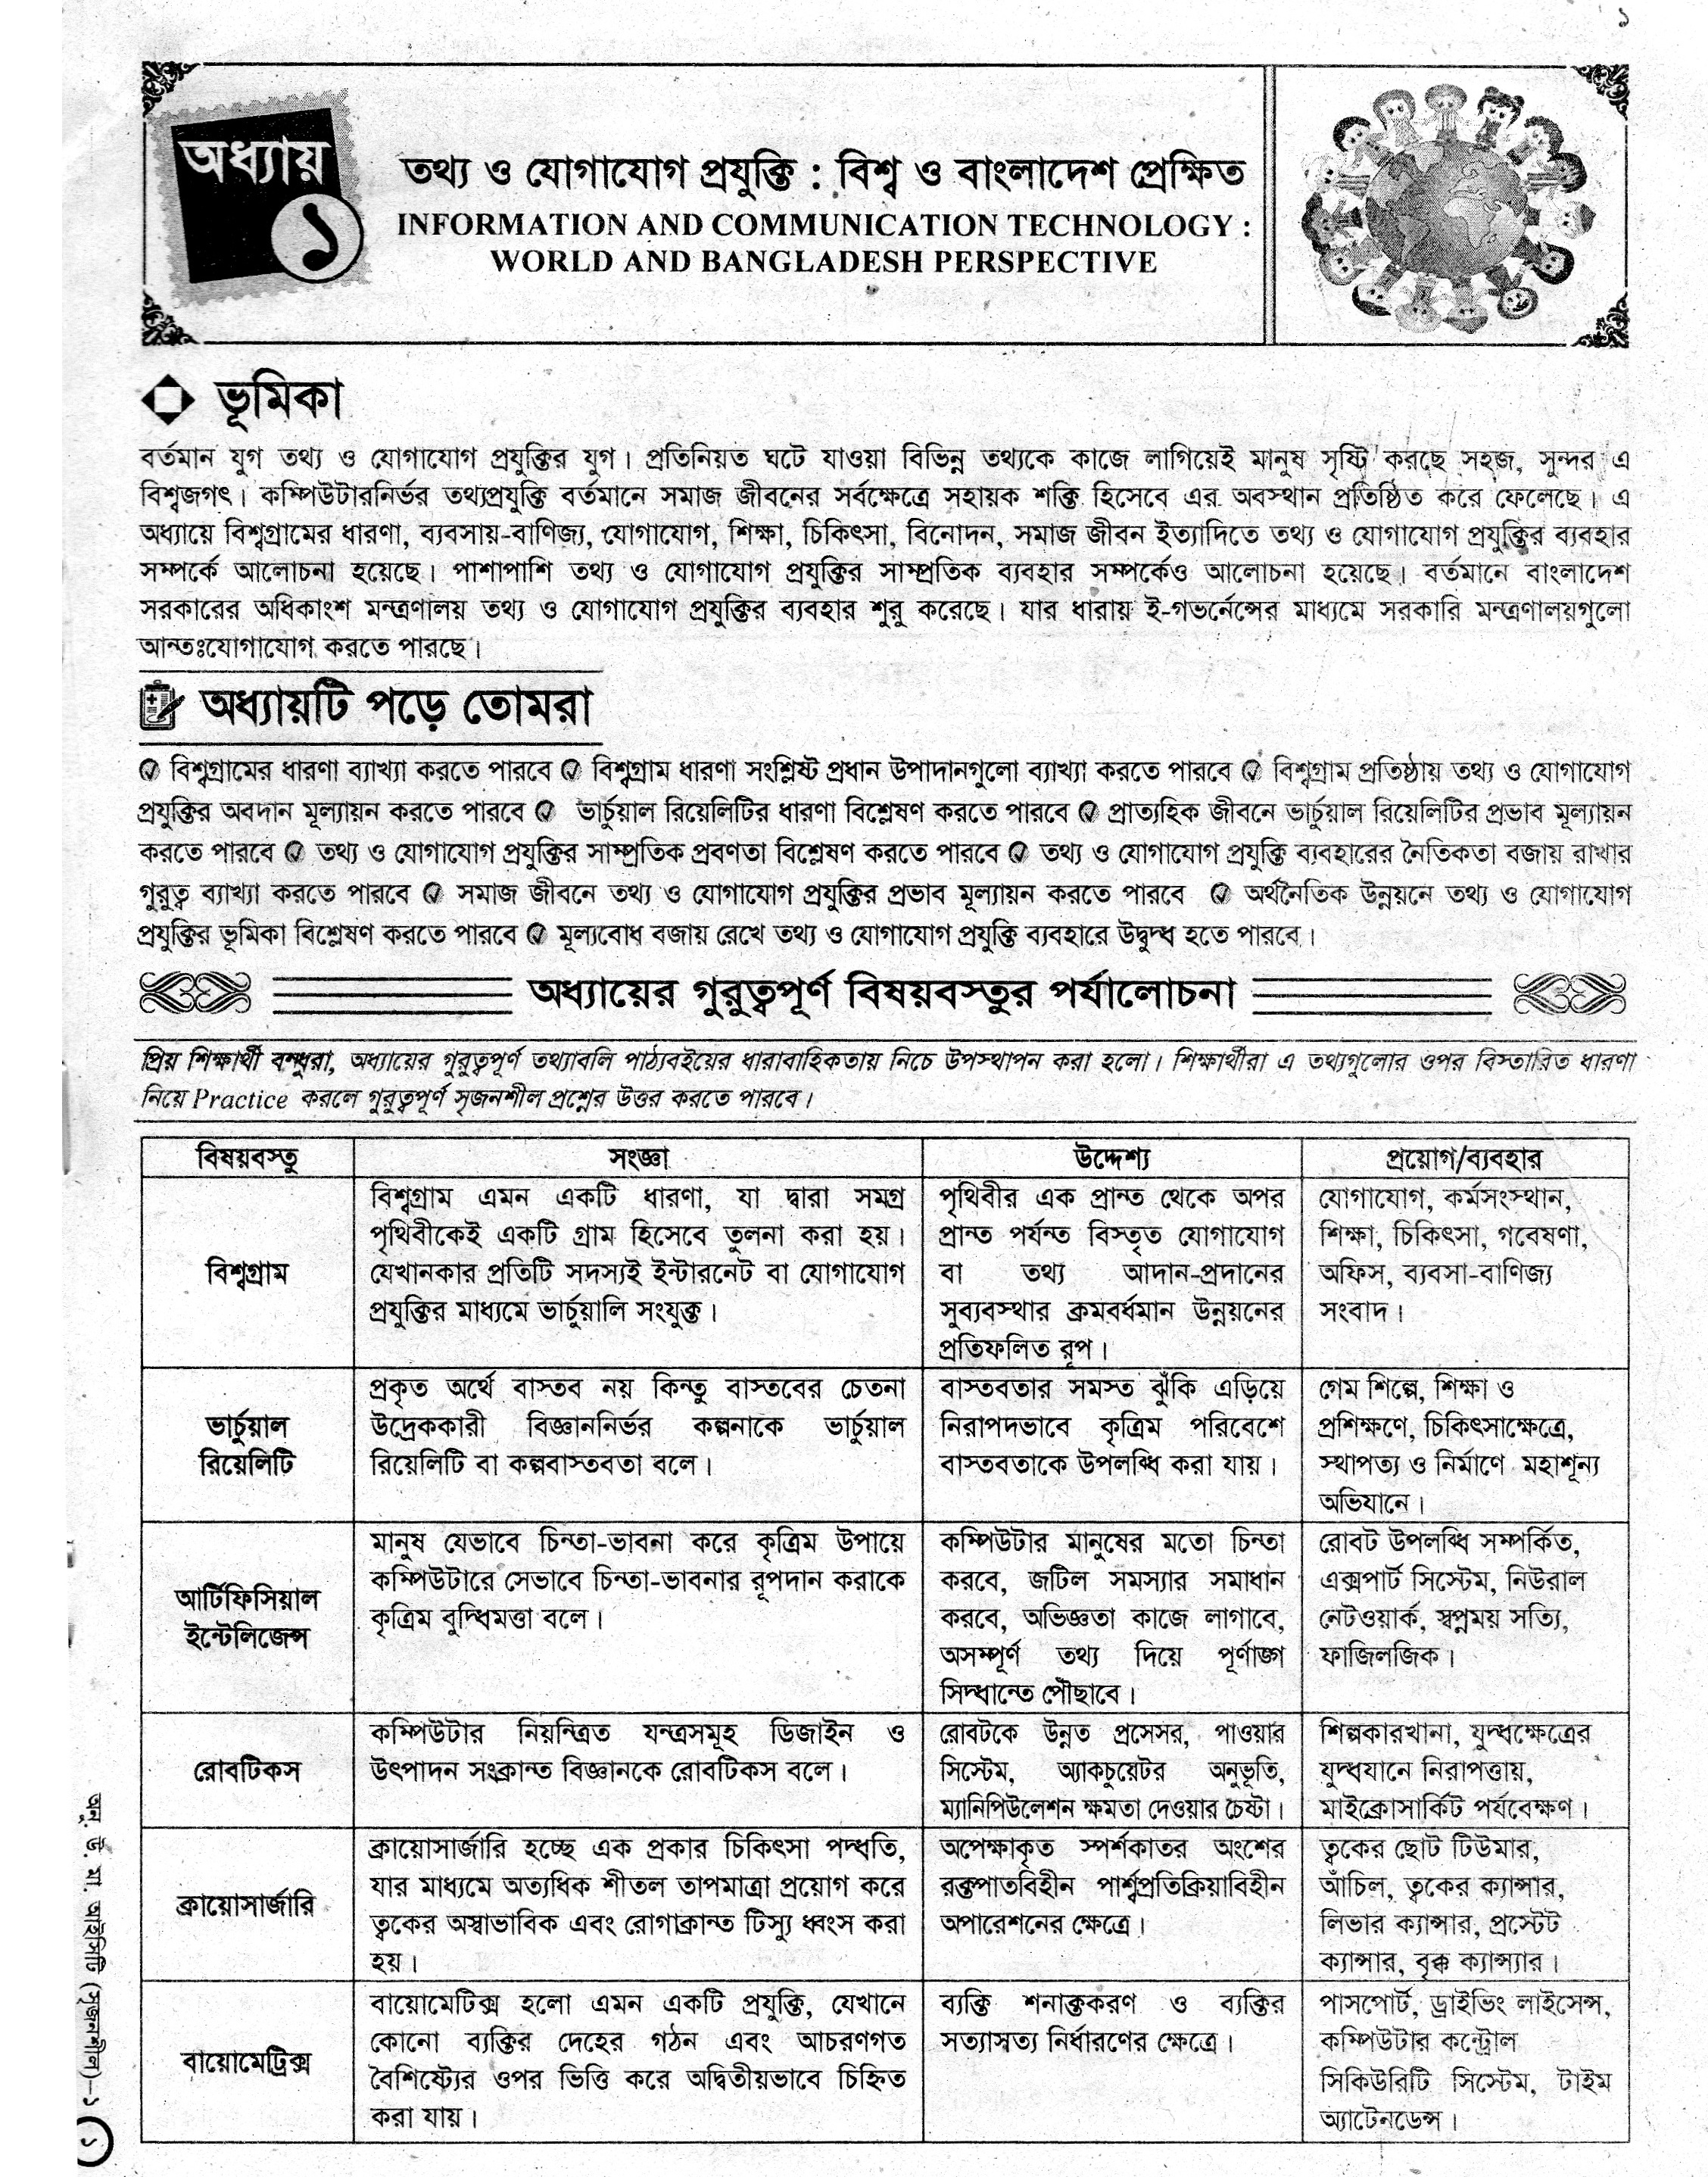 ১
অধ্যায়
১
তথ্য ও যোগাযোগ প্রযুক্তি : বিশ্ব ও বাংলাদেশ প্রেক্ষিত
INFORMATION AND COMMUNICATION TECHNOLOGY :
WORLD AND BANGLADESH PERSPECTIVE
ভূমিকা
বর্তমান যুগ তথ্য ও যোগাযোগ প্রযুক্তির যুগ। প্রতিনিয়ত ঘটে যাওয়া বিভিন্ন তথ্যকে কাজে লাগিয়েই মানুষ সৃষ্টি করছে সহজ, সুন্দর এ
বিশ্বজগৎ। কম্পিউটারনির্ভর তথ্যপ্রযুক্তি বর্তমানে সমাজ জীবনের সর্বক্ষেত্রে সহায়ক শক্তি হিসেবে এর অবস্থান প্রতিষ্ঠিত করে ফেলেছে। এ
অধ্যায়ে বিশ্বগ্রামের ধারণা, ব্যবসায়-বাণিজ্য, যোগাযোগ, শিক্ষা, চিকিৎসা, বিনোদন, সমাজ জীবন ইত্যাদিতে তথ্য ও যোগাযোগ প্রযুক্তির ব্যবহার
সম্পর্কে আলোচনা হয়েছে। পাশাপাশি তথ্য ও যোগাযোগ প্রযুক্তির সাম্প্রতিক ব্যবহার সম্পর্কেও আলোচনা হয়েছে। বর্তমানে বাংলাদেশ
সরকারের অধিকাংশ মন্ত্রণালয় তথ্য ও যোগাযোগ প্রযুক্তির ব্যবহার শুরু করেছে। যার ধারায় ই-গভর্নেন্সের মাধ্যমে সরকারি মন্ত্রণালয়গুলো
আন্তঃযোগাযোগ করতে পারছে।
অধ্যায়টি পড়ে তোমরা
বিশ্বগ্রামের ধারণা ব্যাখ্যা করতে পারবে বিশ্বগ্রাম ধারণা সংশ্লিষ্ট প্রধান উপাদানগুলো ব্যাখ্যা করতে পারবে বিশ্বগ্রাম প্রতিষ্ঠায় তথ্য ও যোগাযোগ
প্রযুক্তির অবদান মূল্যায়ন করতে পারবে ভার্চুয়াল রিয়েলিটির ধারণা বিশ্লেষণ করতে পারবে প্রাত্যহিক জীবনে ভার্চুয়াল রিয়েলিটির প্রভাব মূল্যায়ন
করতে পারবে তথ্য ও যোগাযোগ প্রযুক্তির সাম্প্রতিক প্রবণতা বিশ্লেষণ করতে পারবে তথ্য ও যোগাযোগ প্রযুক্তি ব্যবহারের নৈতিকতা বজায় রাখার
গুরুত্ব ব্যাখ্যা করতে পারবে সমাজ জীবনে তথ্য ও যোগাযোগ প্রযুক্তির প্রভাব মূল্যায়ন করতে পারবে অর্থনৈতিক উন্নয়নে তথ্য ও যোগাযোগ
প্রযুক্তির ভূমিকা বিশ্লেষণ করতে পারবে মূল্যবোধ বজায় রেখে তথ্য ও যোগাযোগ প্রযুক্তি ব্যবহারে উদ্বুদ্ধ হতে পারবে।
অধ্যায়ের গুরুত্বপূর্ণ বিষয়বস্তুর পর্যালোচনা
প্রিয় শিক্ষার্থী বন্ধুরা, অধ্যায়ের গুরুত্বপূর্ণ তথ্যাবলি পাঠ্যবইয়ের ধারাবাহিকতায় নিচে উপস্থাপন করা হলো। শিক্ষার্থীরা এ তথ্যগুলোর ওপর বিস্তারিত ধারণা
নিয়ে Practice করলে গুরুত্বপূর্ণ সৃজনশীল প্রশ্নের উত্তর করতে পারবে।
বিষয়বস্তু
সংজ্ঞা
উদ্দেশ্য
প্রয়োগ/ব্যবহার
বিশ্বগ্রাম
বিশ্বগ্রাম এমন একটি ধারণা, যা দ্বারা সমগ্র
পৃথিবীকেই একটি গ্রাম হিসেবে তুলনা করা হয়।
যেখানকার প্রতিটি সদস্যই ইন্টারনেট বা যোগাযোগ
প্রযুক্তির মাধ্যমে ভার্চুয়ালি সংযুক্ত।
পৃথিবীর এক প্রান্ত থেকে অপর
প্রান্ত পর্যন্ত বিস্তৃত যোগাযোগ
বা তথ্য আদান-প্রদানের
সুব্যবস্থার ক্রমবর্ধমান উন্নয়নের
প্রতিফলিত রূপ।
যোগাযোগ, কর্মসংস্থান,
শিক্ষা, চিকিৎসা, গবেষণা,
অফিস, ব্যবসা-বাণিজ্য
সংবাদ।
ভার্চুয়াল
রিয়েলিটি
প্রকৃত অর্থে বাস্তব নয় কিন্তু বাস্তবের চেতনা
উদ্রেককারী বিজ্ঞাননির্ভর কল্পনাকে ভার্চুয়াল
রিয়েলিটি বা কল্পবাস্তবতা বলে।
বাস্তবতার সমস্ত ঝুঁকি এড়িয়ে
নিরাপদভাবে কৃত্রিম পরিবেশে
বাস্তবতাকে উপলব্ধি করা যায়।
গেম শিল্পে, শিক্ষা ও
প্রশিক্ষণে, চিকিৎসাক্ষেত্রে,
স্থাপত্য ও নির্মাণে মহাশূন্য
অভিযানে।
আর্টিফিসিয়াল
ইন্টেলিজেন্স
মানুষ যেভাবে চিন্তা-ভাবনা করে কৃত্রিম উপায়ে
কম্পিউটারে সেভাবে চিন্তা-ভাবনার রূপদান করাকে
কৃত্রিম বুদ্ধিমত্তা বলে।
কম্পিউটার মানুষের মতো চিন্তা
করবে, জটিল সমস্যার সমাধান
করবে, অভিজ্ঞতা কাজে লাগাবে,
অসম্পূর্ণ তথ্য দিয়ে পূর্ণাঙ্গ
সিদ্ধান্তে পৌঁছাবে।
রোবট উপলব্ধি সম্পর্কিত,
এক্সপার্ট সিস্টেম, নিউরাল
নেটওয়ার্ক, স্বপ্নময় সত্যি,
ফাজিলজিক।
রোবটিকস
কম্পিউটার নিয়ন্ত্রিত যন্ত্রসমূহ ডিজাইন ও
উৎপাদন সংক্রান্ত বিজ্ঞানকে রোবটিকস বলে।
রোবটকে উন্নত প্রসেসর, পাওয়ার
সিস্টেম, অ্যাকচুয়েটর অনুভূতি,
ম্যানিপিউলেশন ক্ষমতা দেওয়ার চেষ্টা।
শিল্পকারখানা, যুদ্ধক্ষেত্রের
যুদ্ধযানে নিরাপত্তায়,
মাইক্রোসার্কিট পর্যবেক্ষণ।
ক্রায়োসার্জারি
ক্রায়োসার্জারি হচ্ছে এক প্রকার চিকিৎসা পদ্ধতি,
যার মাধ্যমে অত্যধিক শীতল তাপমাত্রা প্রয়োগ করে
ত্বকের অস্বাভাবিক এবং রোগাক্রান্ত টিস্যু ধ্বংস করা
হয়।
অপেক্ষাকৃত স্পর্শকাতর অংশের
রক্তপাতবিহীন পার্শ্বপ্রতিক্রিয়াবিহীন
অপারেশনের ক্ষেত্রে।
ত্বকের ছোট টিউমার,
আঁচিল, ত্বকের ক্যান্সার,
লিভার ক্যান্সার, প্রস্টেট
ক্যান্সার, বৃক্ক ক্যান্স্যার।
বায়োমেট্রিক্স
বায়োমেটিক্স হলো এমন একটি প্রযুক্তি, যেখানে
কোনো ব্যক্তির দেহের গঠন এবং আচরণগত
বৈশিষ্ট্যের ওপর ভিত্তি করে অদ্বিতীয়ভাবে চিহ্নিত
করা যায়।
ব্যক্তি শনাক্তকরণ ও ব্যক্তির
সত্যাসত্য নির্ধারণের ক্ষেত্রে।
পাসপোর্ট, ড্রাইভিং লাইসেন্স,
কম্পিউটার কন্ট্রোল
সিকিউরিটি সিস্টেম, টাইম
অ্যাটেনডেন্স।
অনু. উ. মা. আইসিটি (সৃজনশীল)–১
১